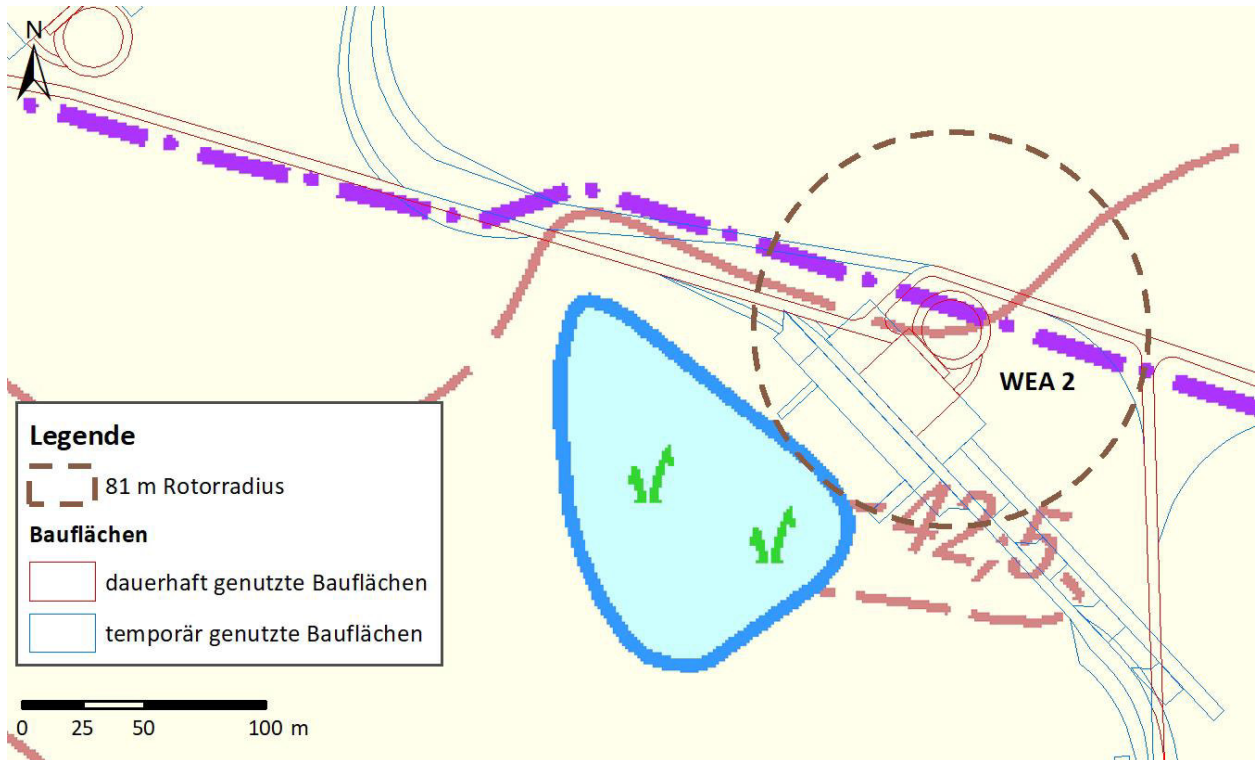 N
WEA 2
Legende
81 m Rotorradius
Bauflächen
dauerhaft genutzte Bauflächen
temporär genutzte Bauflächen
42,5
0 25 50 100 m